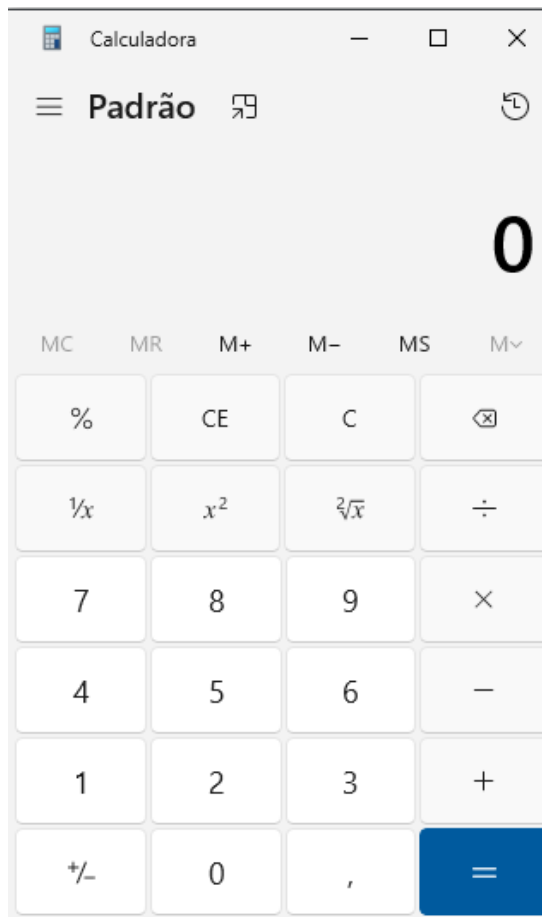 Calculadora
Padrão
0
MC MR M+ M− MS M
% CE C
¹/x x² ²√x ÷
7 8 9 ×
4 5 6 −
1 2 3 +
+/− 0 , =